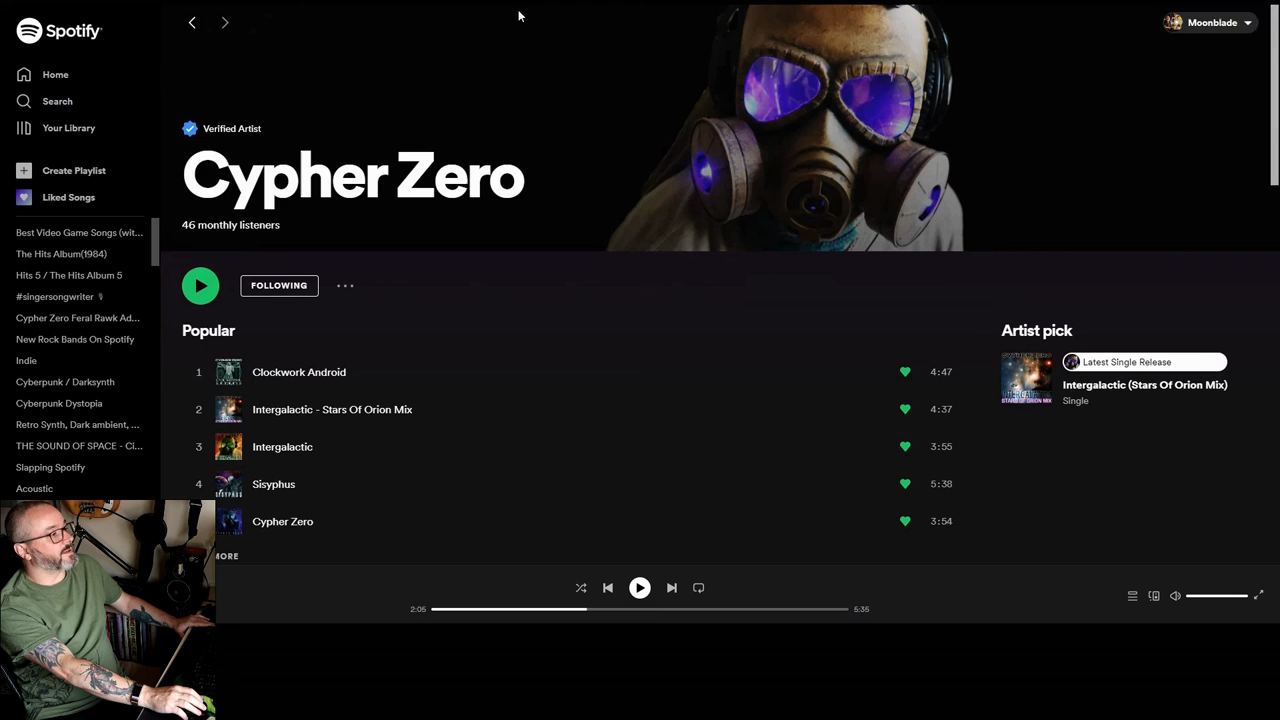 Spotify
Home
Search
Your Library
Create Playlist
Liked Songs
Best Video Game Songs (wit...
The Hits Album(1984)
Hits 5 / The Hits Album 5
#singersongwriter
Cypher Zero Feral Rawk Ad...
New Rock Bands On Spotify
Indie
Cyberpunk / Darksynth
Cyberpunk Dystopia
Retro Synth, Dark ambient, ...
THE SOUND OF SPACE - Ci...
Slapping Spotify
Acoustic
Moonblade
Verified Artist
Cypher Zero
46 monthly listeners
FOLLOWING
Popular
1 Clockwork Android 4:47
2 Intergalactic - Stars Of Orion Mix 4:37
3 Intergalactic 3:55
4 Sisyphus 5:38
Cypher Zero 3:54
MORE
Artist pick
Latest Single Release
Intergalactic (Stars Of Orion Mix)
Single
2:05 5:35